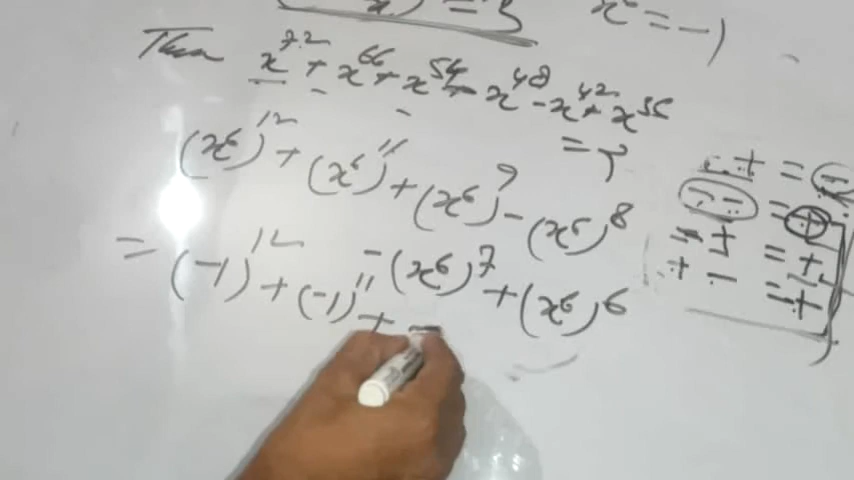 x) = 3 x⁶ = -1
Then x⁷² + x⁶⁶ + x⁵⁴ - x⁴⁸ - x⁴² + x³⁶
= ?
(x⁶)¹² + (x⁶)¹¹ + (x⁶)⁹ - (x⁶)⁸
- (x⁶)⁷ + (x⁶)⁶
= (-1)¹² + (-1)¹¹ +
- + = -
- - = +
= + = +
+ - = +